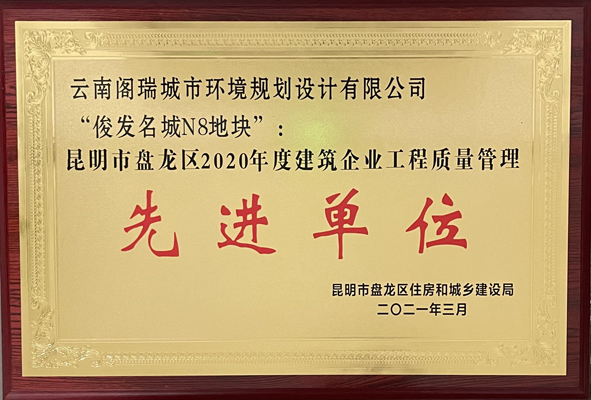 云南阁瑞城市环境规划设计有限公司
“俊发名城N8地块”：
昆明市盘龙区2020年度建筑企业工程质量管理
先进单位
昆明市盘龙区住房和城乡建设局
二〇二一年三月